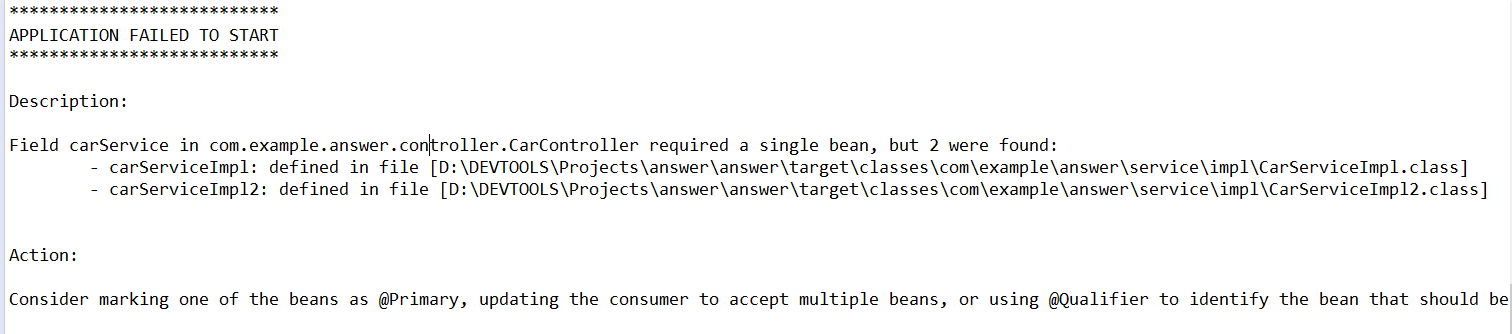 ***************************
APPLICATION FAILED TO START
***************************
Description:
Field carService in com.example.answer.controller.CarController required a single bean, but 2 were found:
- carServiceImpl: defined in file [D:\DEVTOOLS\Projects\answer\answer\target\classes\com\example\answer\service\impl\CarServiceImpl.class]
- carServiceImpl2: defined in file [D:\DEVTOOLS\Projects\answer\answer\target\classes\com\example\answer\service\impl\CarServiceImpl2.class]
Action:
Consider marking one of the beans as @Primary, updating the consumer to accept multiple beans, or using @Qualifier to identify the bean that should be